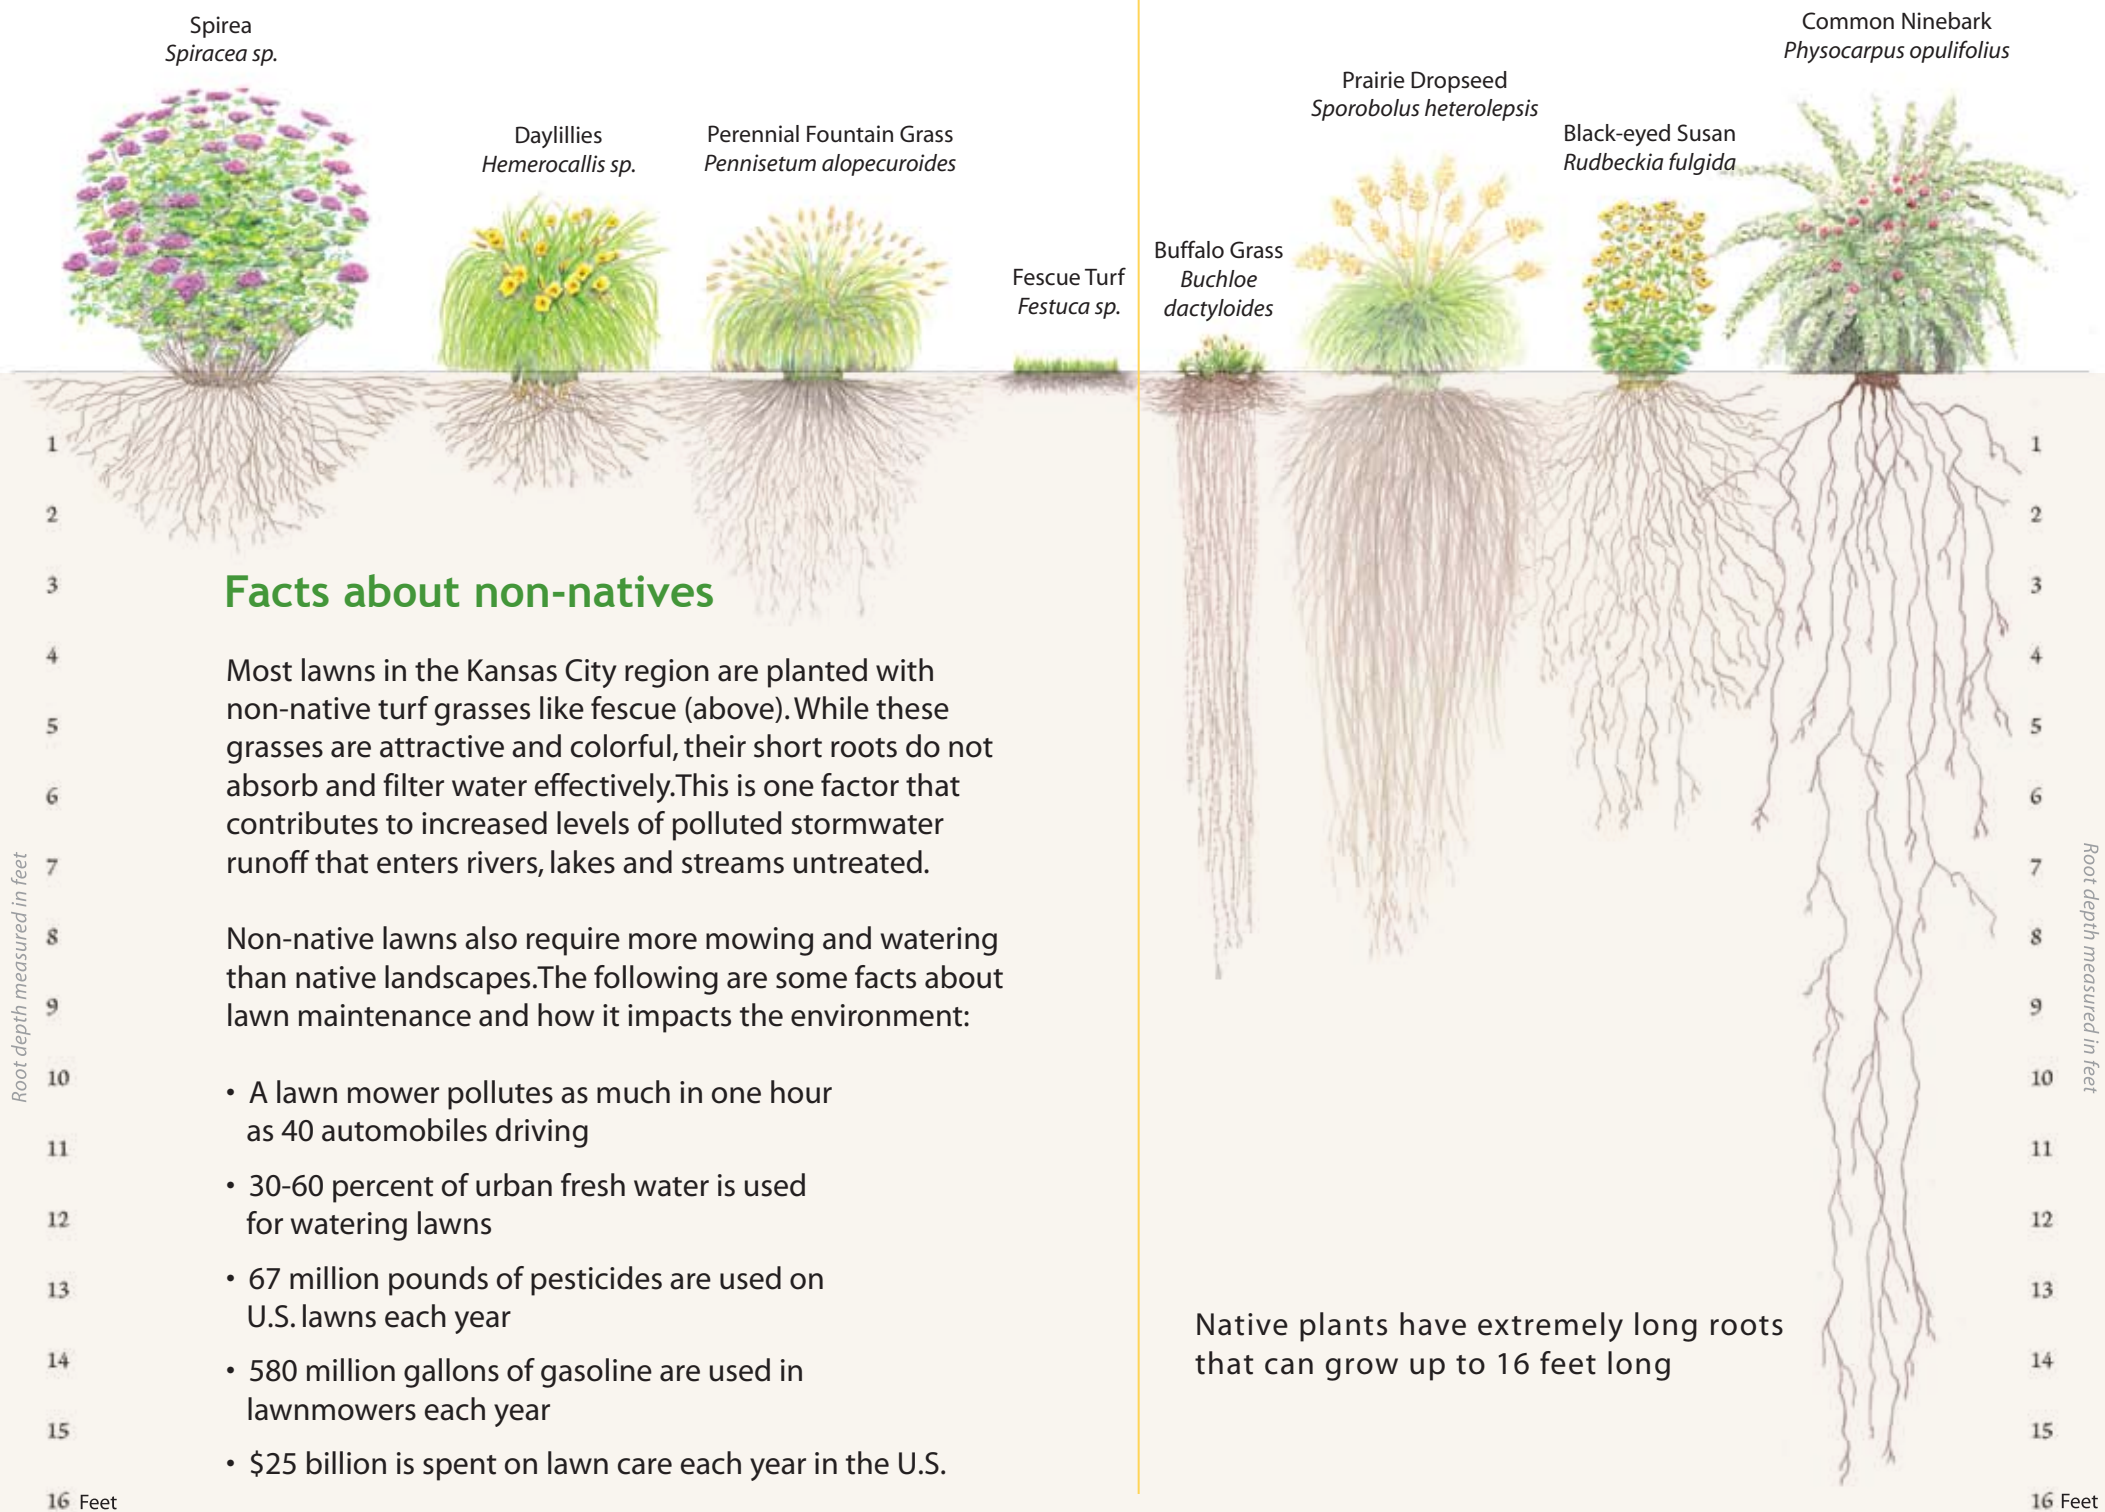 Spirea
Spiracea sp.
Daylillies
Hemerocallis sp.
Perennial Fountain Grass
Pennisetum alopecuroides
Fescue Turf
Festuca sp.
Buffalo Grass
Buchloe
dactyloides
Prairie Dropseed
Sporobolus heterolepsis
Black-eyed Susan
Rudbeckia fulgida
Common Ninebark
Physocarpus opulifolius
1
2
3
4
5
6
7
8
9
10
11
12
13
14
15
16 Feet
Root depth measured in feet
Facts about non-natives
Most lawns in the Kansas City region are planted with
non-native turf grasses like fescue (above). While these
grasses are attractive and colorful, their short roots do not
absorb and filter water effectively. This is one factor that
contributes to increased levels of polluted stormwater
runoff that enters rivers, lakes and streams untreated.
Non-native lawns also require more mowing and watering
than native landscapes. The following are some facts about
lawn maintenance and how it impacts the environment:
• A lawn mower pollutes as much in one hour
as 40 automobiles driving
• 30-60 percent of urban fresh water is used
for watering lawns
• 67 million pounds of pesticides are used on
U.S. lawns each year
• 580 million gallons of gasoline are used in
lawnmowers each year
• $25 billion is spent on lawn care each year in the U.S.
Native plants have extremely long roots
that can grow up to 16 feet long
1
2
3
4
5
6
7
8
9
10
11
12
13
14
15
16 Feet
Root depth measured in feet